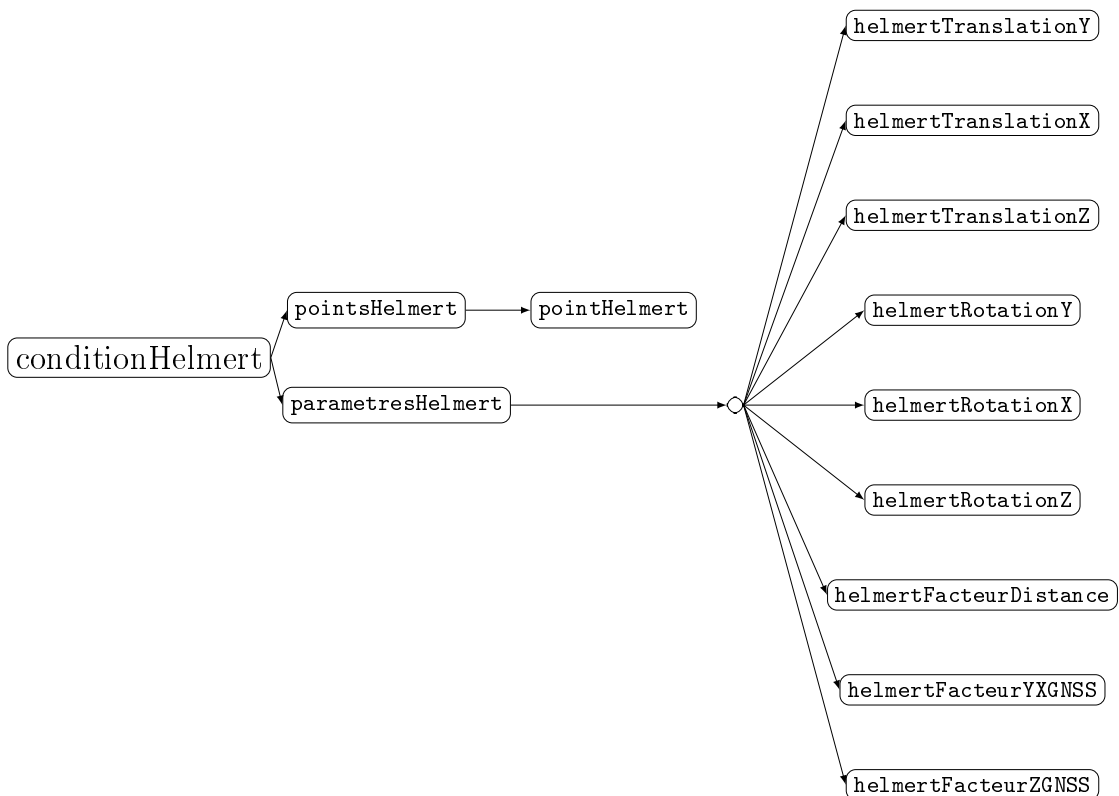 helmertTranslationY
helmertTranslationX
helmertTranslationZ
pointsHelmert
pointHelmert
helmertRotationY
conditionHelmert
parametresHelmert
helmertRotationX
helmertRotationZ
helmertFacteurDistance
helmertFacteurYXGNSS
helmertFacteurZGNSS